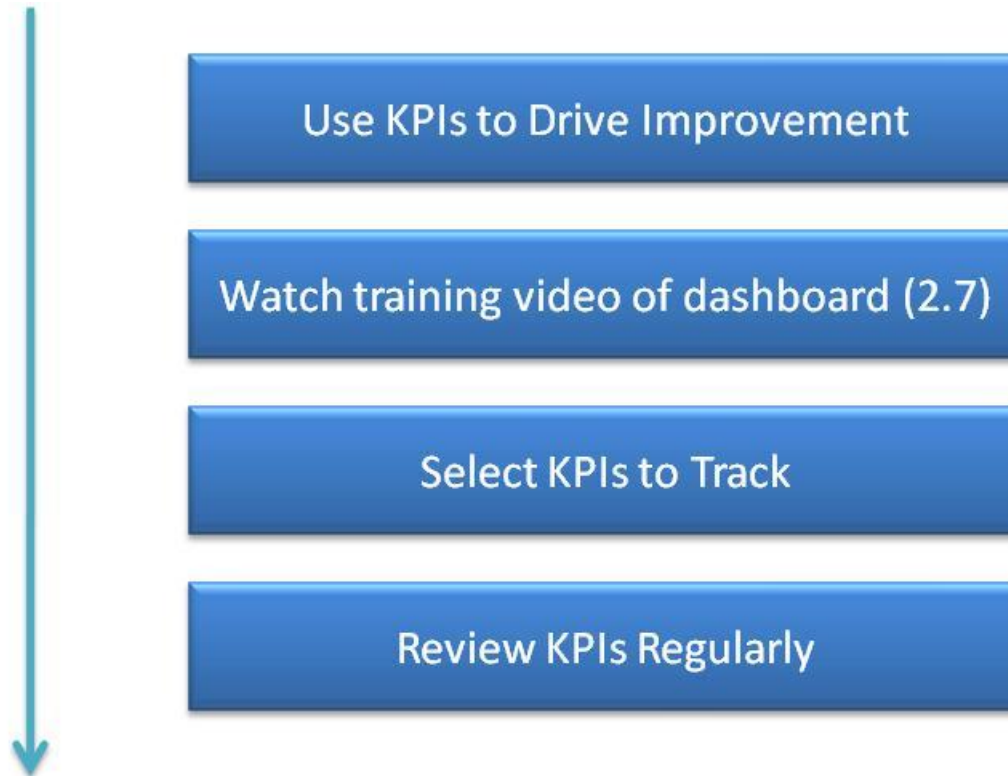 Use KPIs to Drive Improvement
Watch training video of dashboard (2.7)
Select KPIs to Track
Review KPIs Regularly